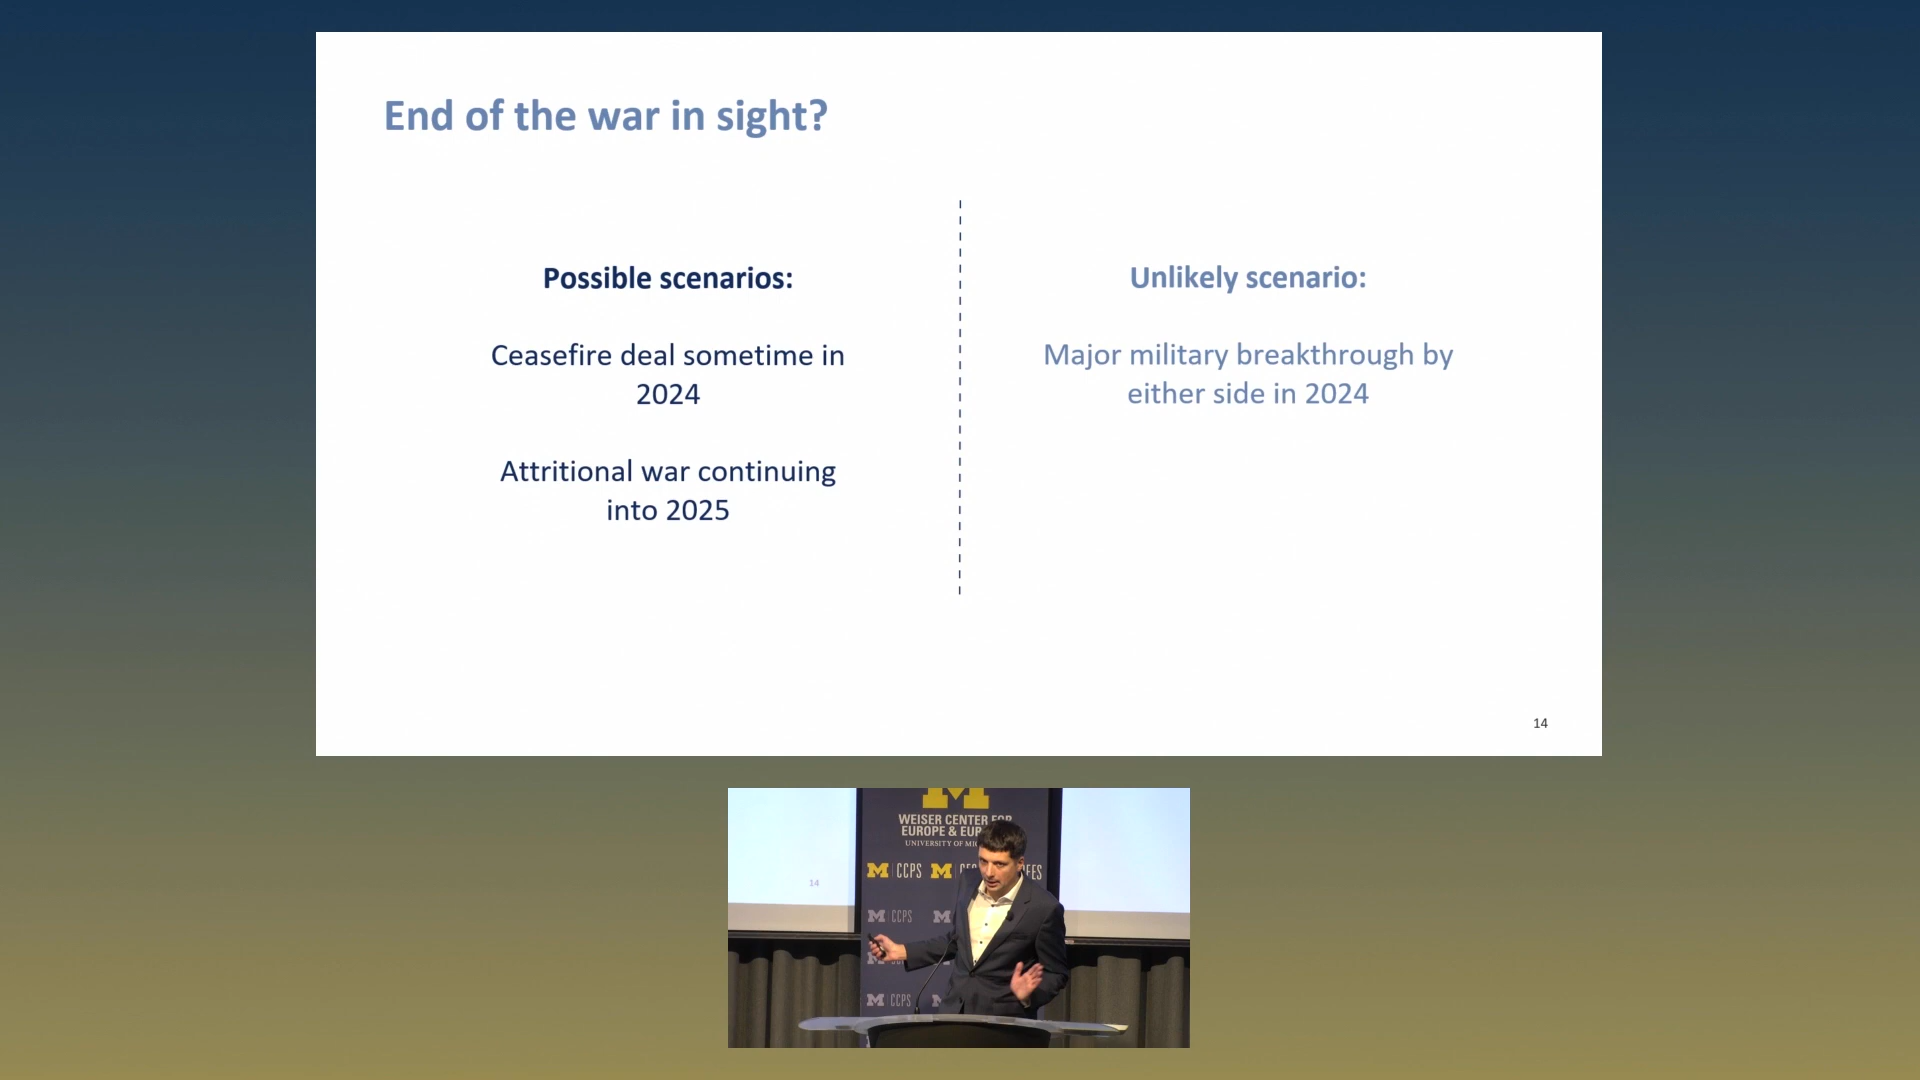 End of the war in sight?
Possible scenarios:
Ceasefire deal sometime in
2024
Attritional war continuing
into 2025
Unlikely scenario:
Major military breakthrough by
either side in 2024
14
WEISER CENTER FOR
EUROPE &
UNIVERSITY OF
M CCPS M
14
M CCPS M
M CCPS